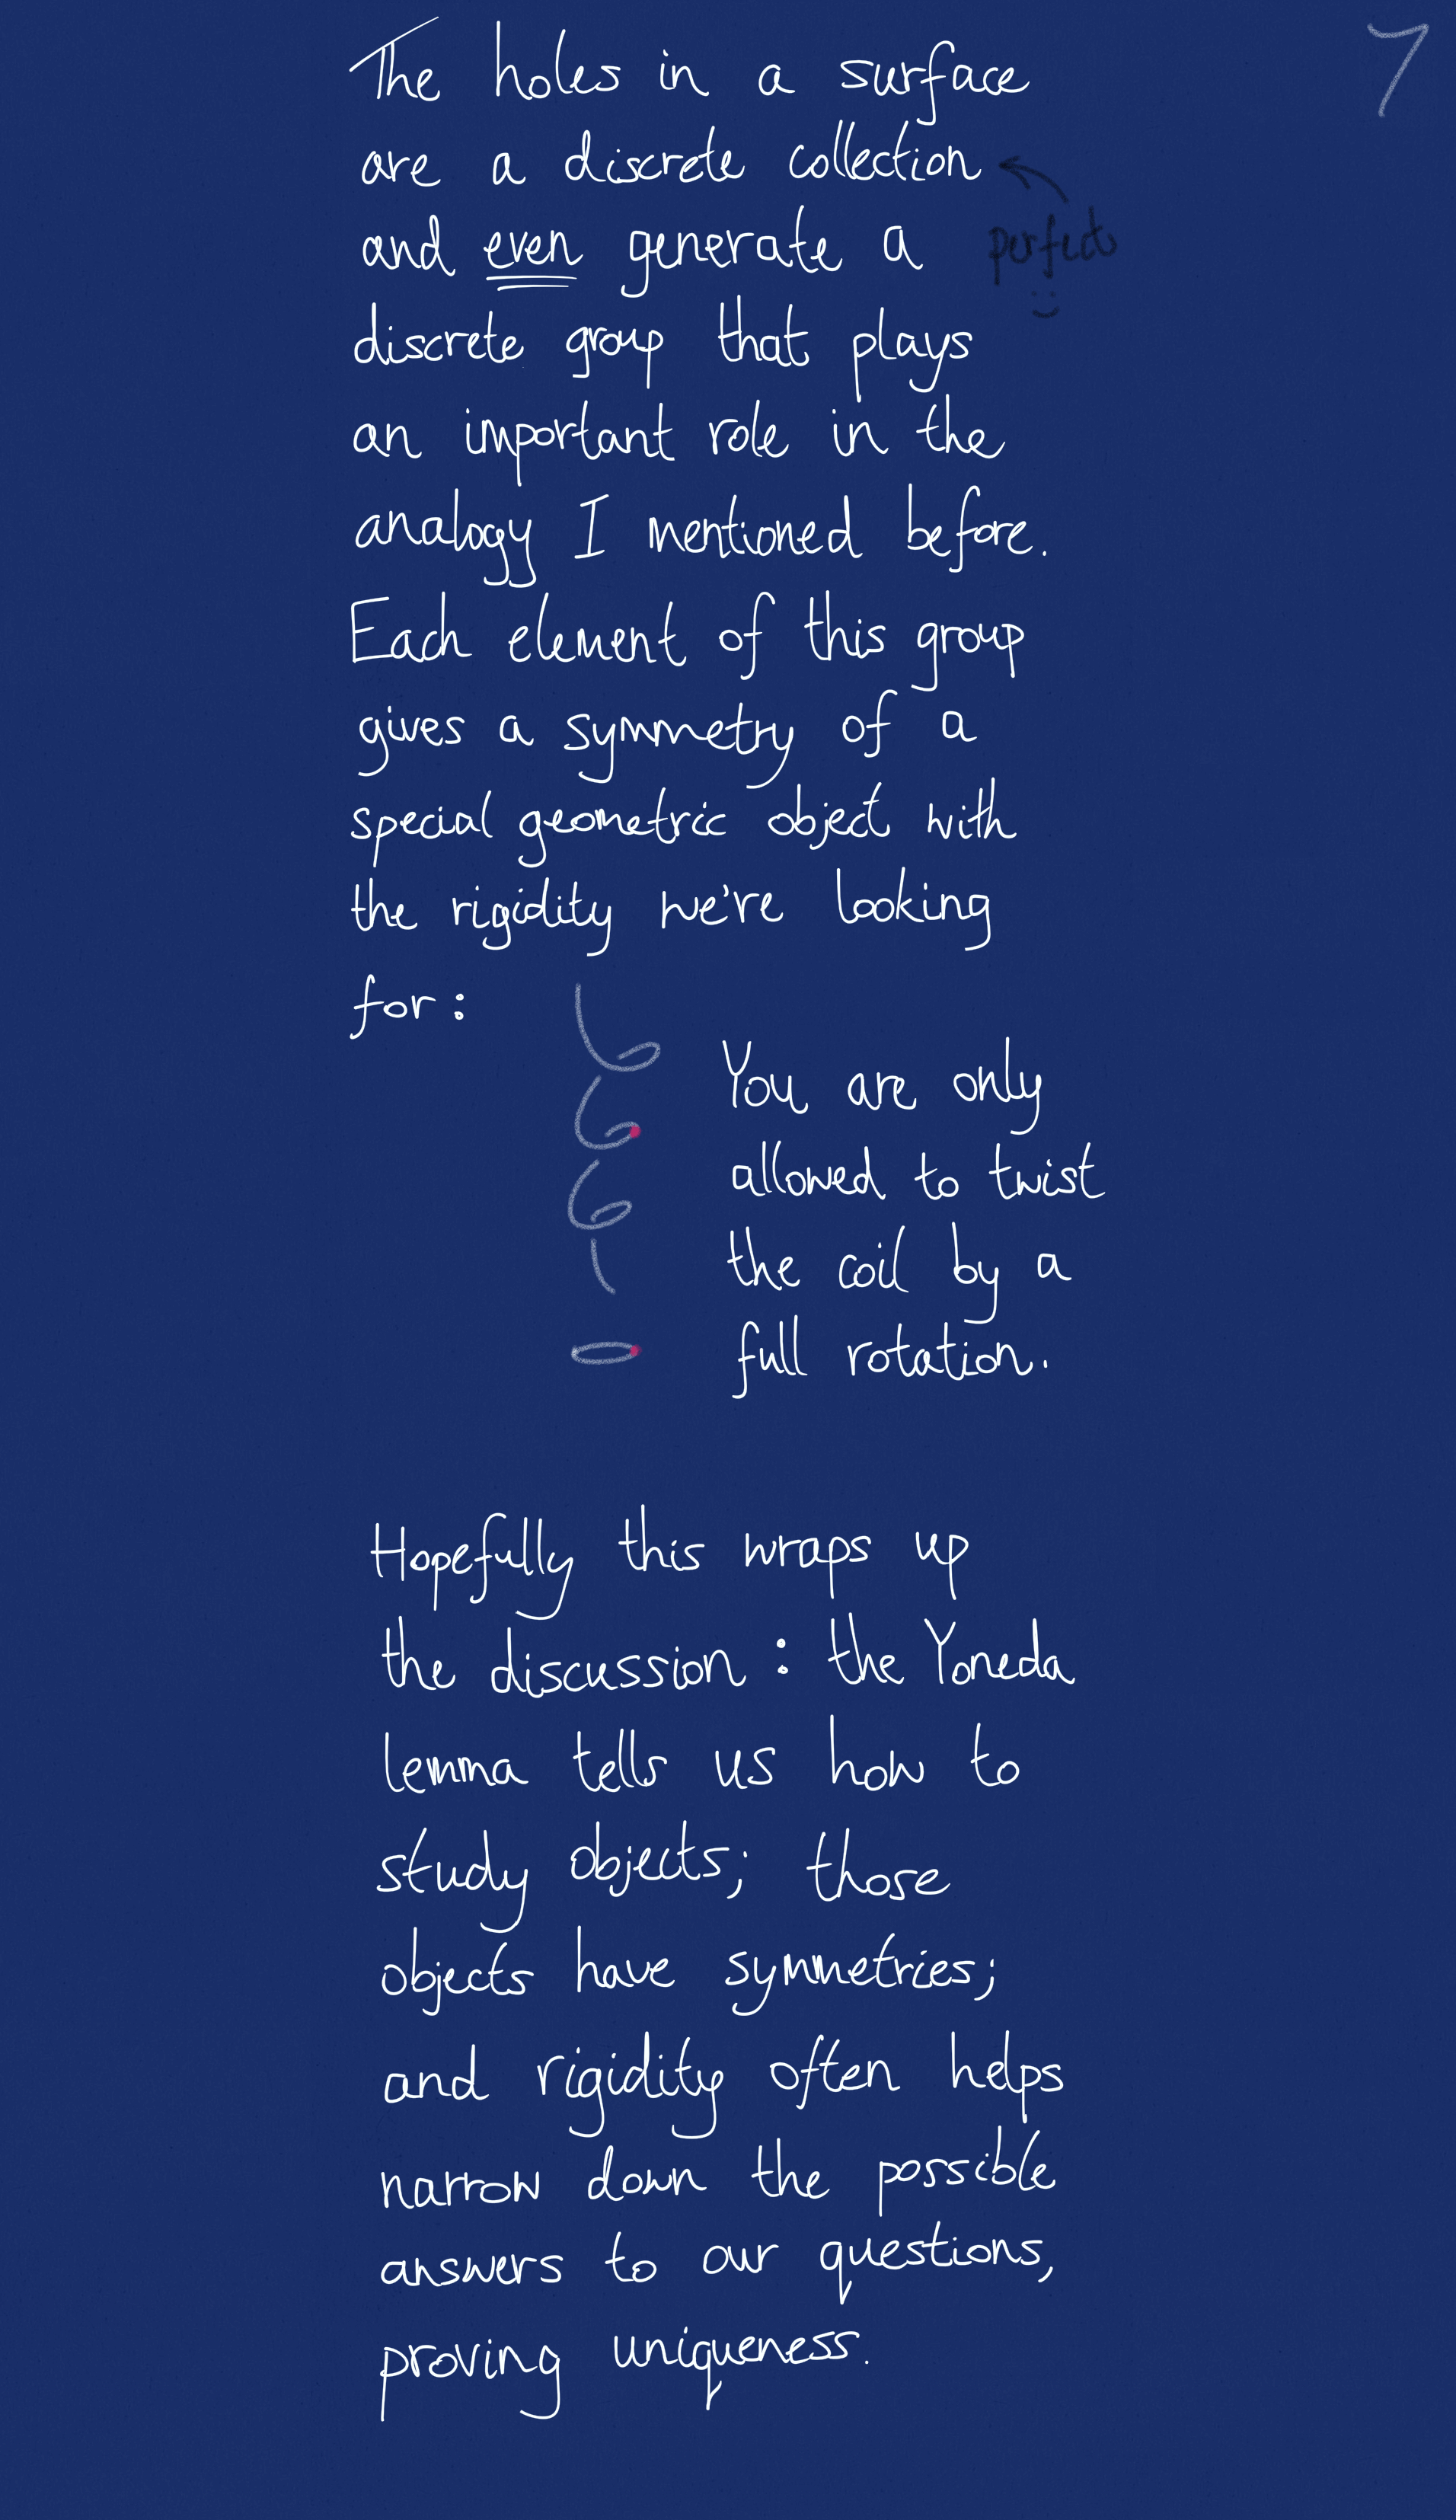 7
The holes in a surface
are a discrete collection
perfect
:)
and even generate a
discrete group that plays
an important role in the
analogy I mentioned before.
Each element of this group
gives a symmetry of a
special geometric object with
the rigidity we're looking
for:
You are only
allowed to twist
the coil by a
full rotation.
Hopefully this wraps up
the discussion: the Yoneda
lemma tells us how to
study objects; those
objects have symmetries;
and rigidity often helps
narrow down the possible
answers to our questions,
proving uniqueness.